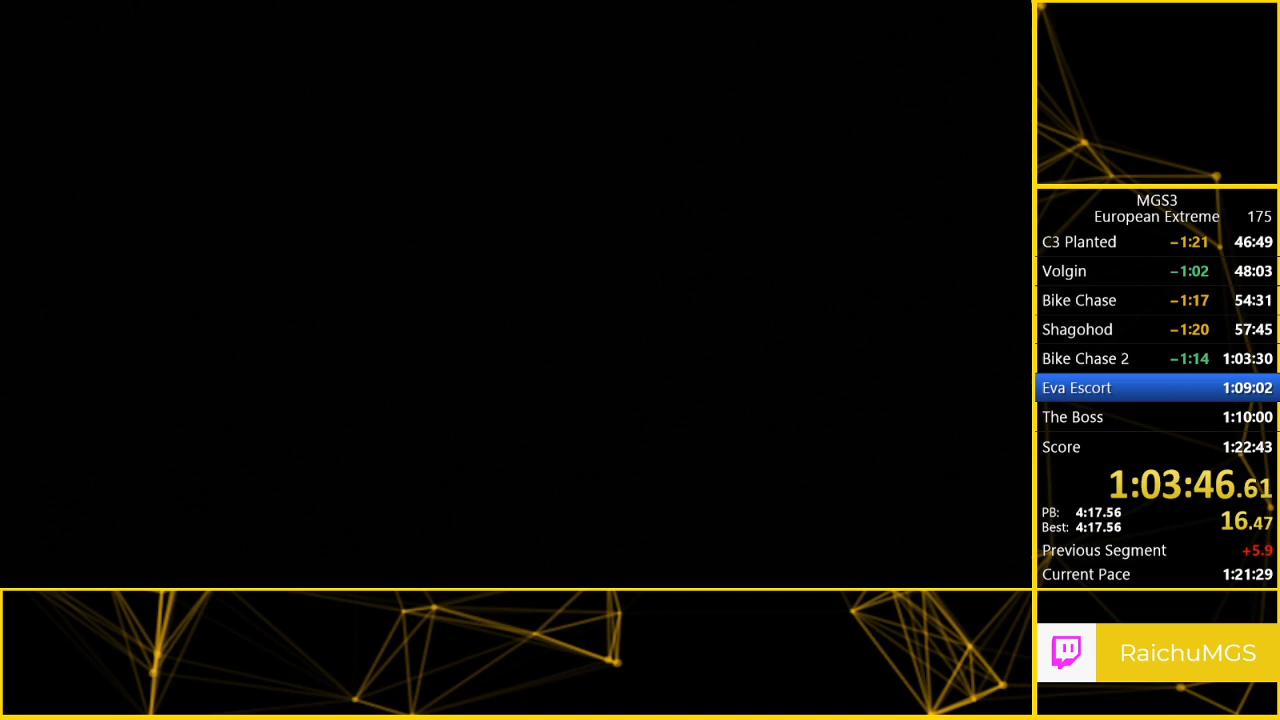 MGS3
European Extreme 175
C3 Planted −1:21 46:49
Volgin −1:02 48:03
Bike Chase −1:17 54:31
Shagohod −1:20 57:45
Bike Chase 2 −1:14 1:03:30
Eva Escort 1:09:02
The Boss 1:10:00
Score 1:22:43
1:03:46.61
PB: 4:17.56
Best: 4:17.56
16.47
Previous Segment +5.9
Current Pace 1:21:29
RaichuMGS